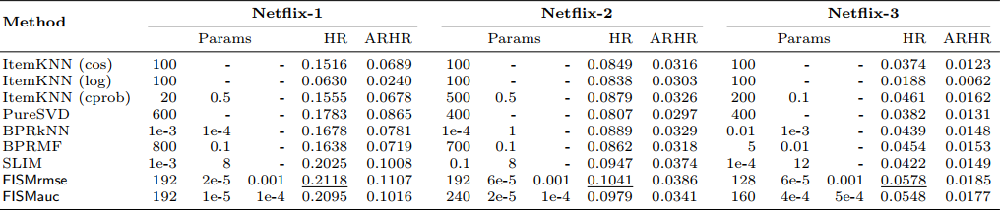 Method Netflix-1 Netflix-2 Netflix-3
Params HR ARHR Params HR ARHR Params HR ARHR
ItemKNN (cos) 100 - - 0.1516 0.0689 100 - - 0.0849 0.0316 100 - - 0.0374 0.0123
ItemKNN (log) 100 - - 0.0630 0.0240 100 - - 0.0838 0.0303 100 - - 0.0188 0.0062
ItemKNN (cprob) 20 0.5 - 0.1555 0.0678 500 0.5 - 0.0879 0.0326 200 0.1 - 0.0461 0.0162
PureSVD 600 - - 0.1783 0.0865 400 - - 0.0807 0.0297 400 - - 0.0382 0.0131
BPRkNN 1e-3 1e-4 - 0.1678 0.0781 1e-4 1 - 0.0889 0.0329 0.01 1e-3 - 0.0439 0.0148
BPRMF 800 0.1 - 0.1638 0.0719 700 0.1 - 0.0862 0.0318 5 0.01 - 0.0454 0.0153
SLIM 1e-3 8 - 0.2025 0.1008 0.1 8 - 0.0947 0.0374 1e-4 12 - 0.0422 0.0149
FISMrmse 192 2e-5 0.001 0.2118 0.1107 192 6e-5 0.001 0.1041 0.0386 128 6e-5 0.001 0.0578 0.0185
FISMauc 192 1e-5 1e-4 0.2095 0.1016 240 2e-5 1e-4 0.0979 0.0341 160 4e-4 5e-4 0.0548 0.0177